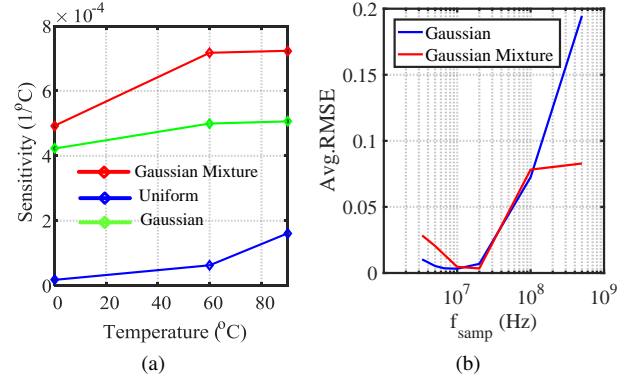 × 10⁻⁴
8
6
4
2
0
0 20 40 60 80
Sensitivity (1/°C)
Temperature (°C)
Gaussian Mixture
Uniform
Gaussian
(a)
0.2
0.15
0.1
0.05
0
10⁷ 10⁸ 10⁹
Avg.RMSE
f_samp (Hz)
Gaussian
Gaussian Mixture
(b)